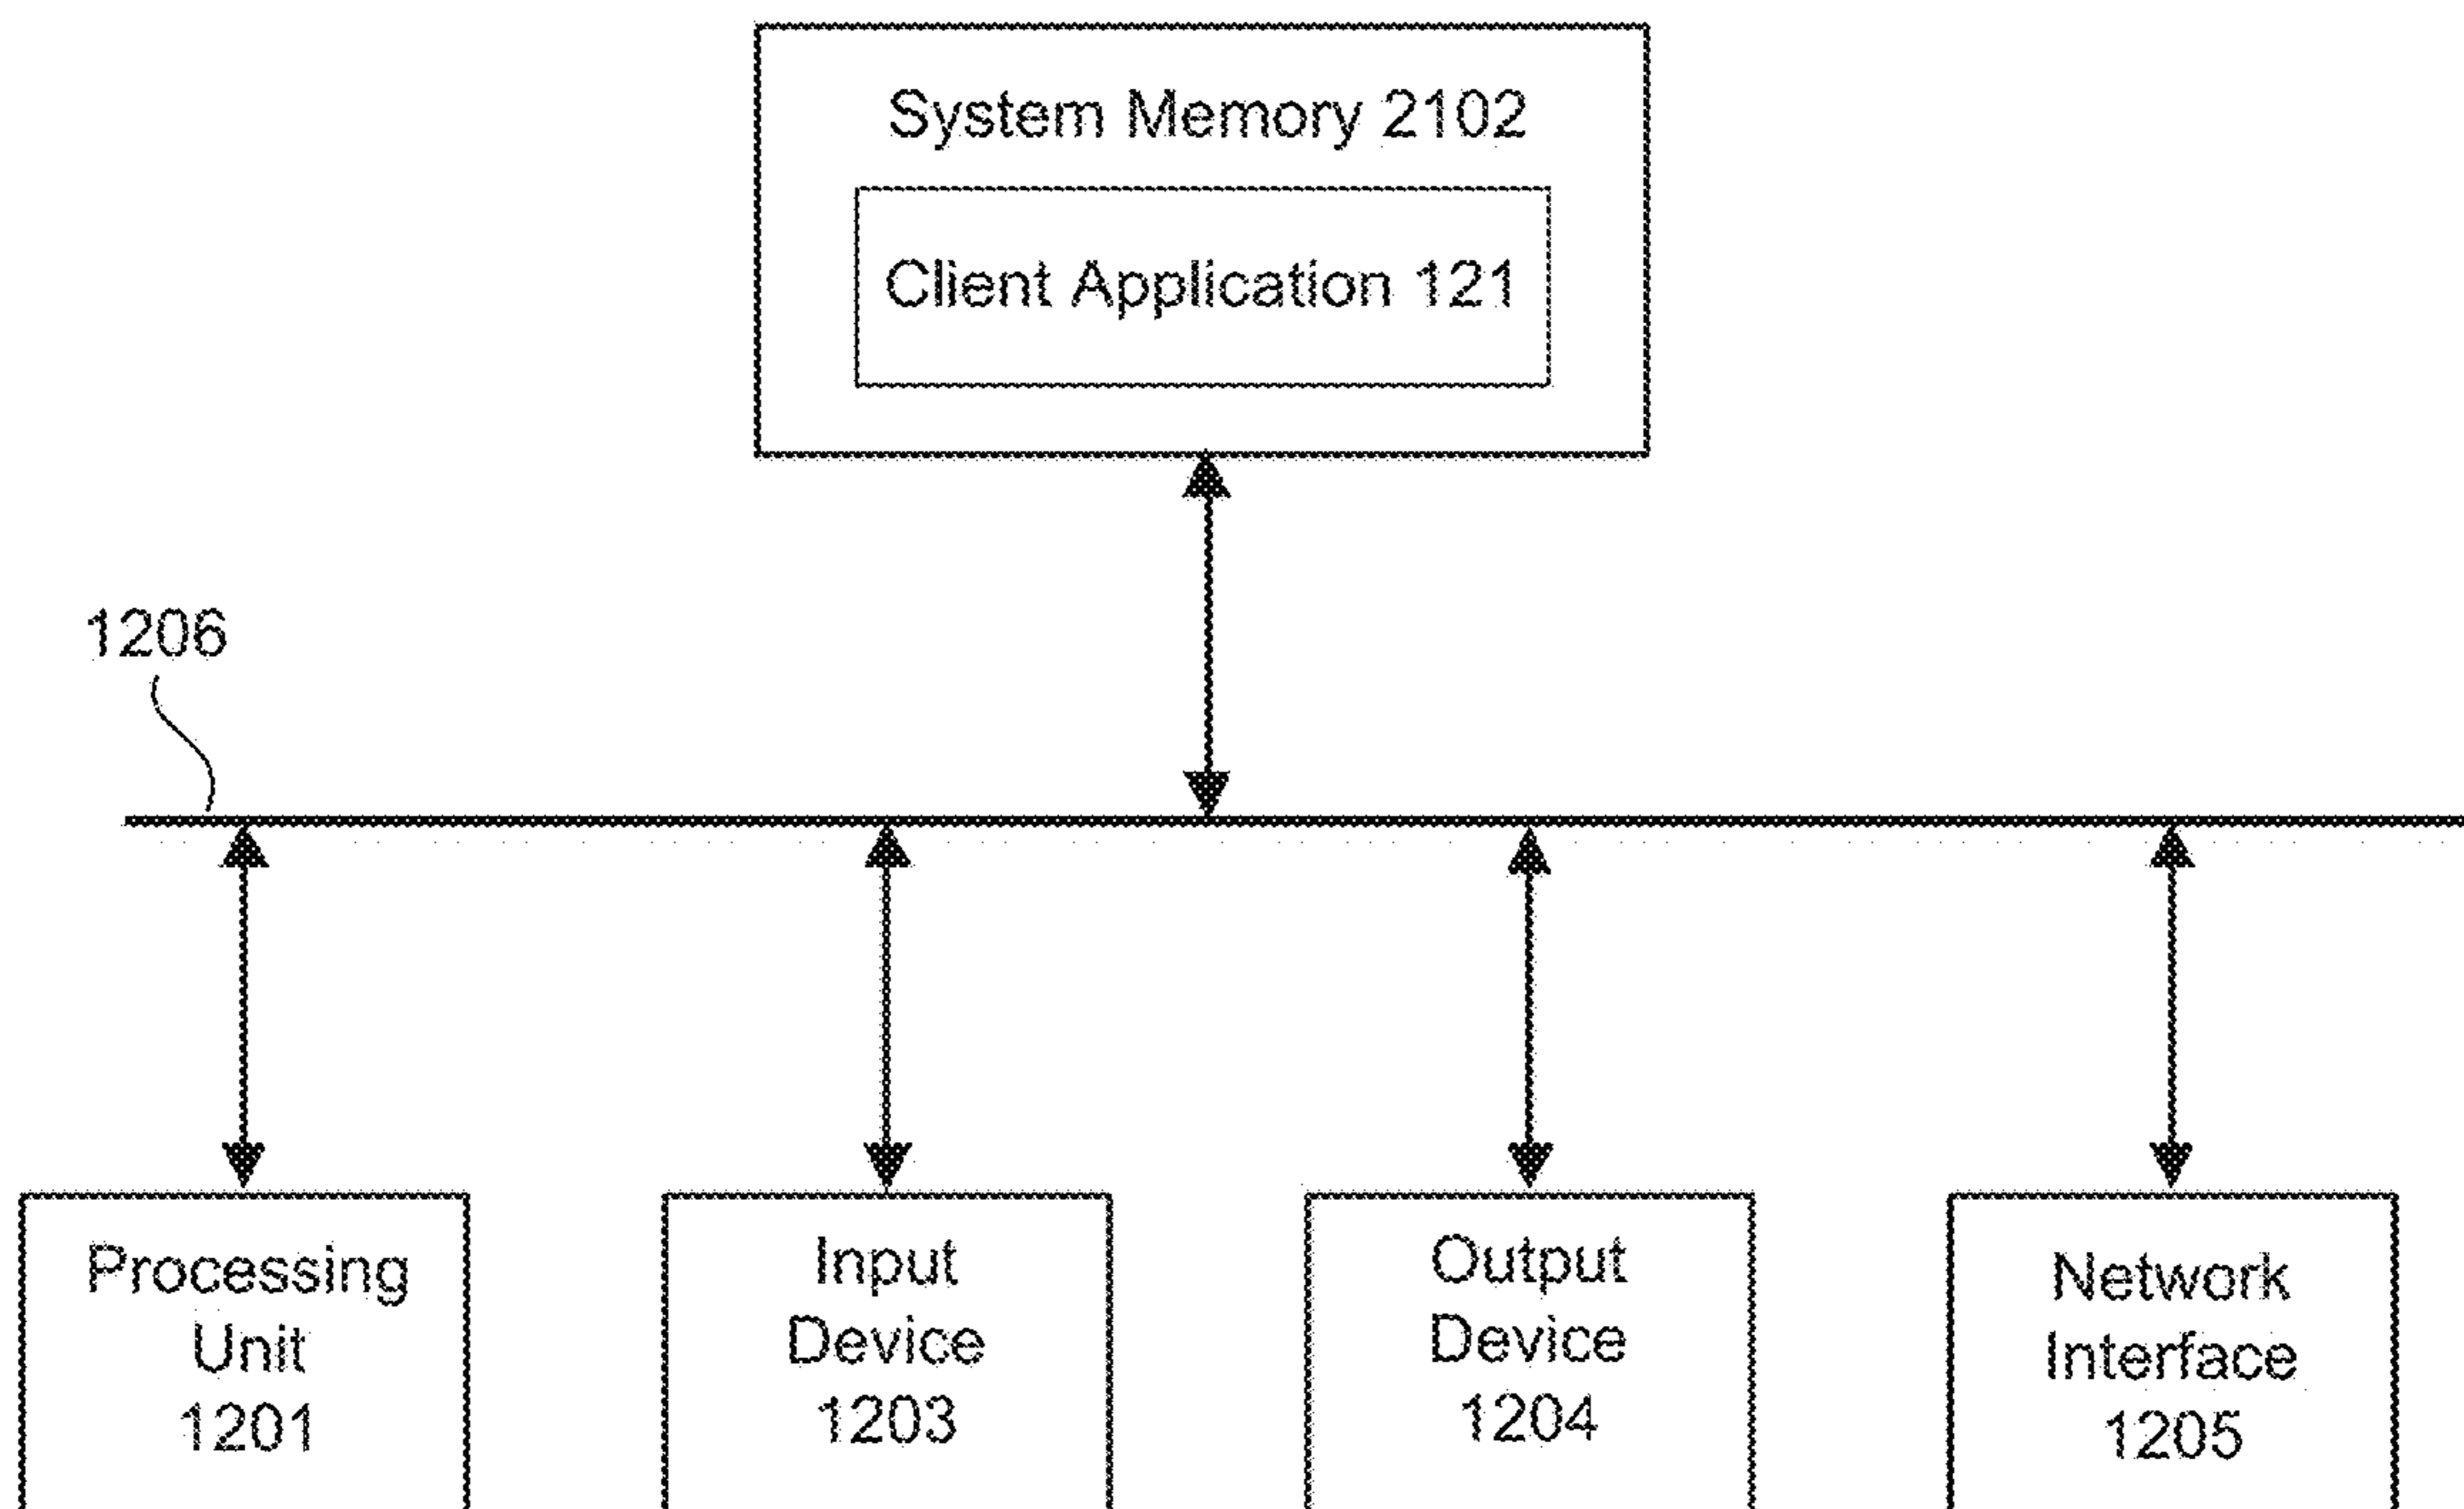 System Memory 2102
Client Application 121
1206
Processing
Unit
1201
Input
Device
1203
Output
Device
1204
Network
Interface
1205